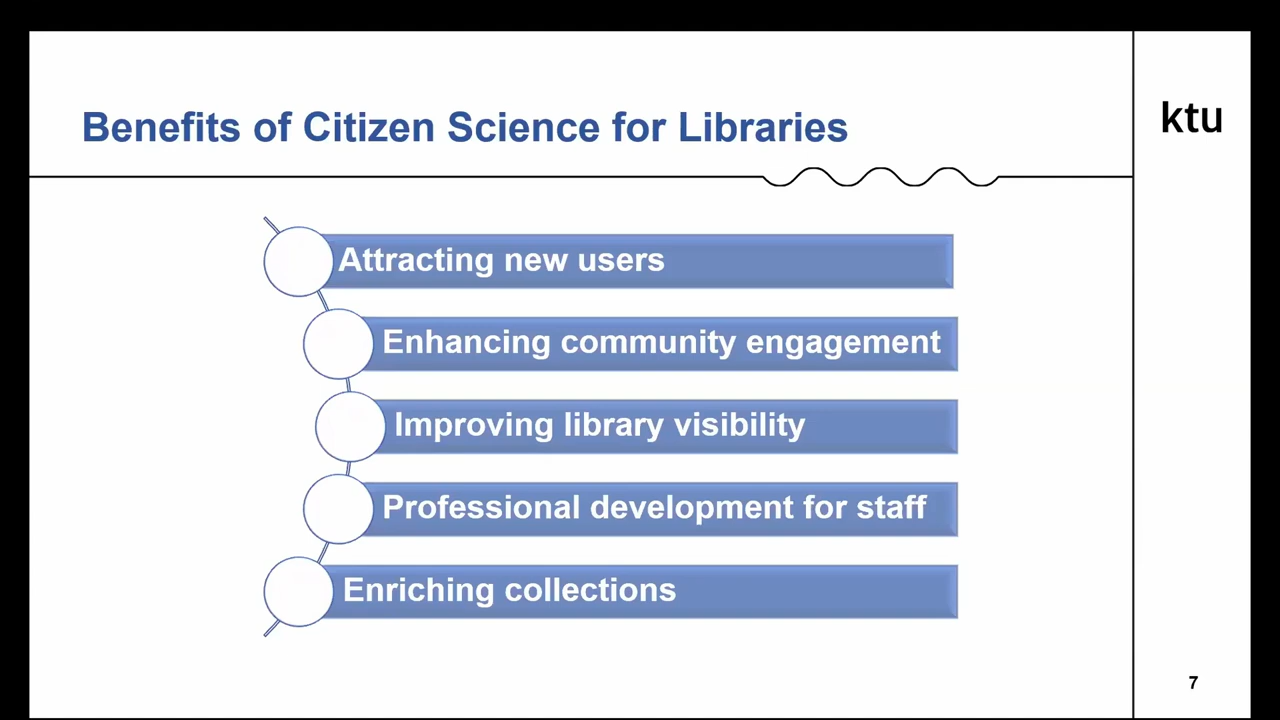 Benefits of Citizen Science for Libraries
ktu
Attracting new users
Enhancing community engagement
Improving library visibility
Professional development for staff
Enriching collections
7